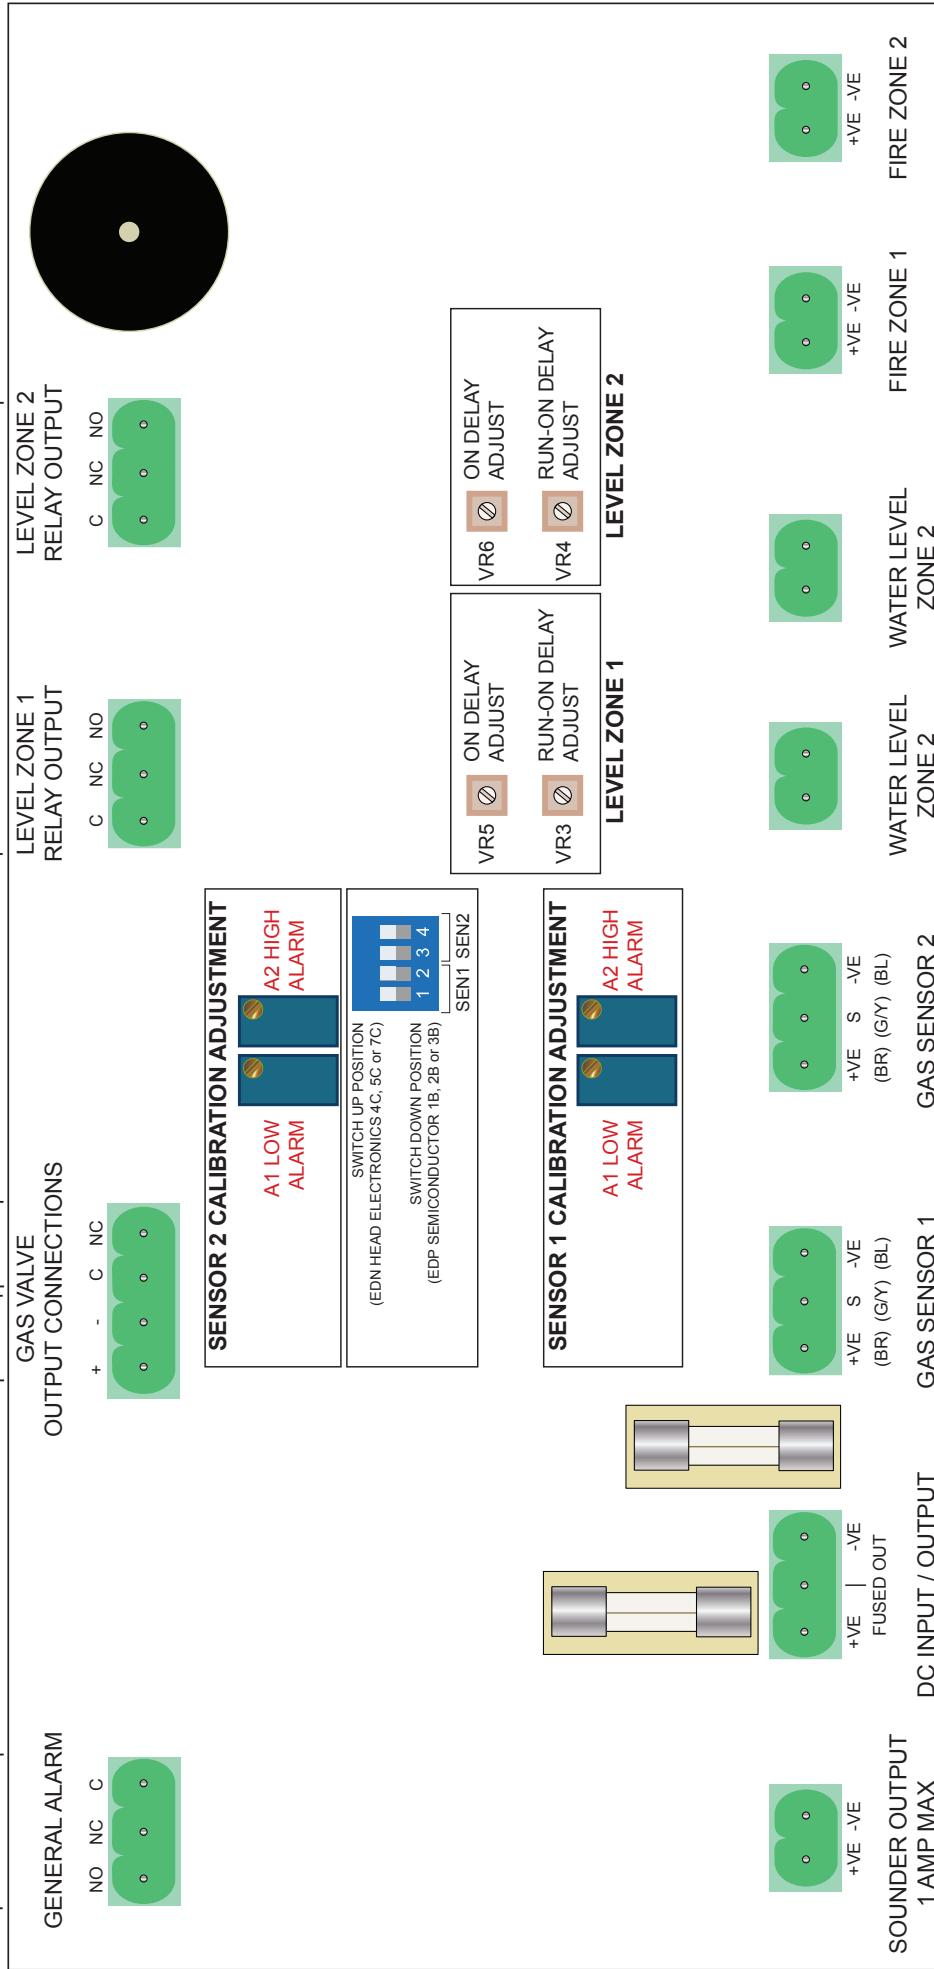 GENERAL ALARM
NO NC C
GAS VALVE
OUTPUT CONNECTIONS
+ - C NC
LEVEL ZONE 1
RELAY OUTPUT
C NC NO
LEVEL ZONE 2
RELAY OUTPUT
C NC NO
SENSOR 2 CALIBRATION ADJUSTMENT
A1 LOW
ALARM
A2 HIGH
ALARM
SWITCH UP POSITION
(EDN HEAD ELECTRONICS 4C, 5C or 7C)
SWITCH DOWN POSITION
(EDP SEMICONDUCTOR 1B, 2B or 3B)
1 2 3 4
SEN1 SEN2
SENSOR 1 CALIBRATION ADJUSTMENT
A1 LOW
ALARM
A2 HIGH
ALARM
VR5
ON DELAY
ADJUST
VR3
RUN-ON DELAY
ADJUST
LEVEL ZONE 1
VR6
ON DELAY
ADJUST
VR4
RUN-ON DELAY
ADJUST
LEVEL ZONE 2
+VE -VE
SOUNDER OUTPUT
1 AMP MAX
+VE | -VE
FUSED OUT
DC INPUT / OUTPUT
+VE S -VE
(BR) (G/Y) (BL)
GAS SENSOR 1
+VE S -VE
(BR) (G/Y) (BL)
GAS SENSOR 2
WATER LEVEL
ZONE 2
WATER LEVEL
ZONE 2
+VE -VE
FIRE ZONE 1
+VE -VE
FIRE ZONE 2